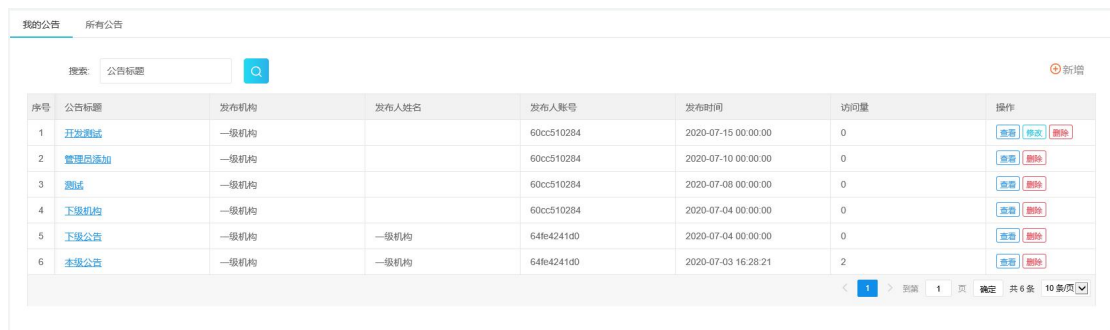 我的公告 所有公告
搜索: 公告标题 新增
序号 公告标题 发布机构 发布人姓名 发布人账号 发布时间 访问量 操作
1 开发测试 一级机构 60cc510284 2020-07-15 00:00:00 0 查看 修改 删除
2 管理员添加 一级机构 60cc510284 2020-07-10 00:00:00 0 查看 删除
3 测试 一级机构 60cc510284 2020-07-08 00:00:00 0 查看 删除
4 下级机构 一级机构 60cc510284 2020-07-04 00:00:00 0 查看 删除
5 下级公告 一级机构 一级机构 64fe4241d0 2020-07-04 00:00:00 0 查看 删除
6 本级公告 一级机构 一级机构 64fe4241d0 2020-07-03 16:28:21 2 查看 删除
1 到第 1 页 确定 共 6 条 10 条/页